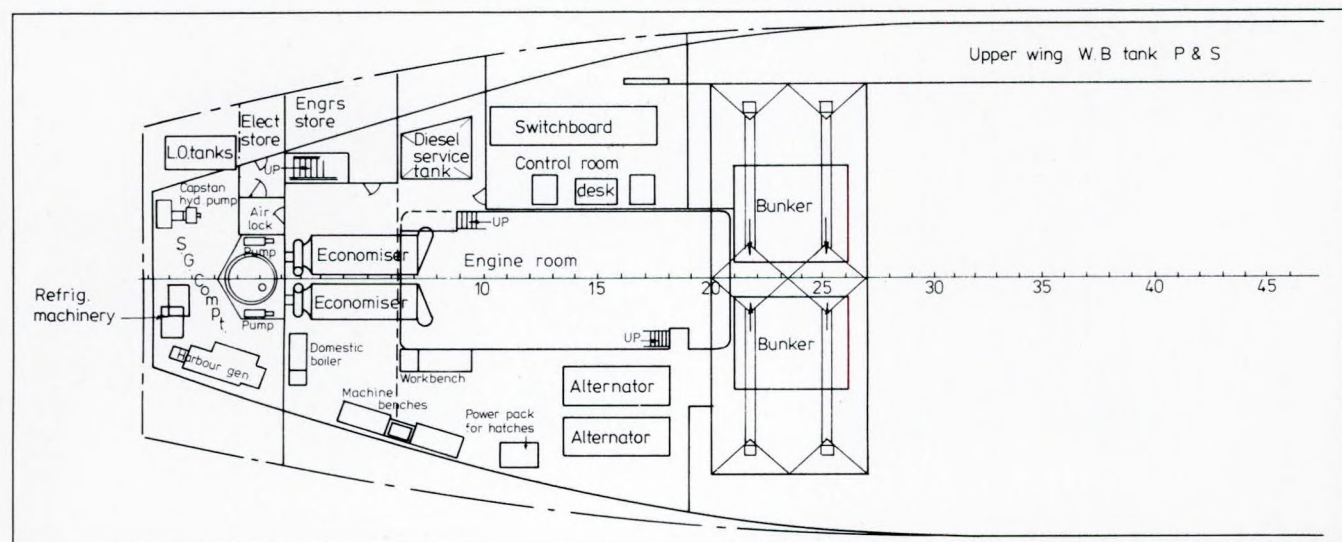 Upper wing W.B tank P & S
Engrs
store
Elect
store
L.O.tanks
UP
Diesel
service
tank
Switchboard
Control room
desk
Capstan
hyd. pump
Air
lock
UP
Bunker
Pump
Economiser
Engine room
S.G. Compt.
10
15
20
25
30
35
40
45
Refrig.
machinery
Economiser
Pump
UP
Bunker
Harbour gen
Domestic
boiler
Workbench
Machine
benches
Alternator
Power pack
for hatches
Alternator